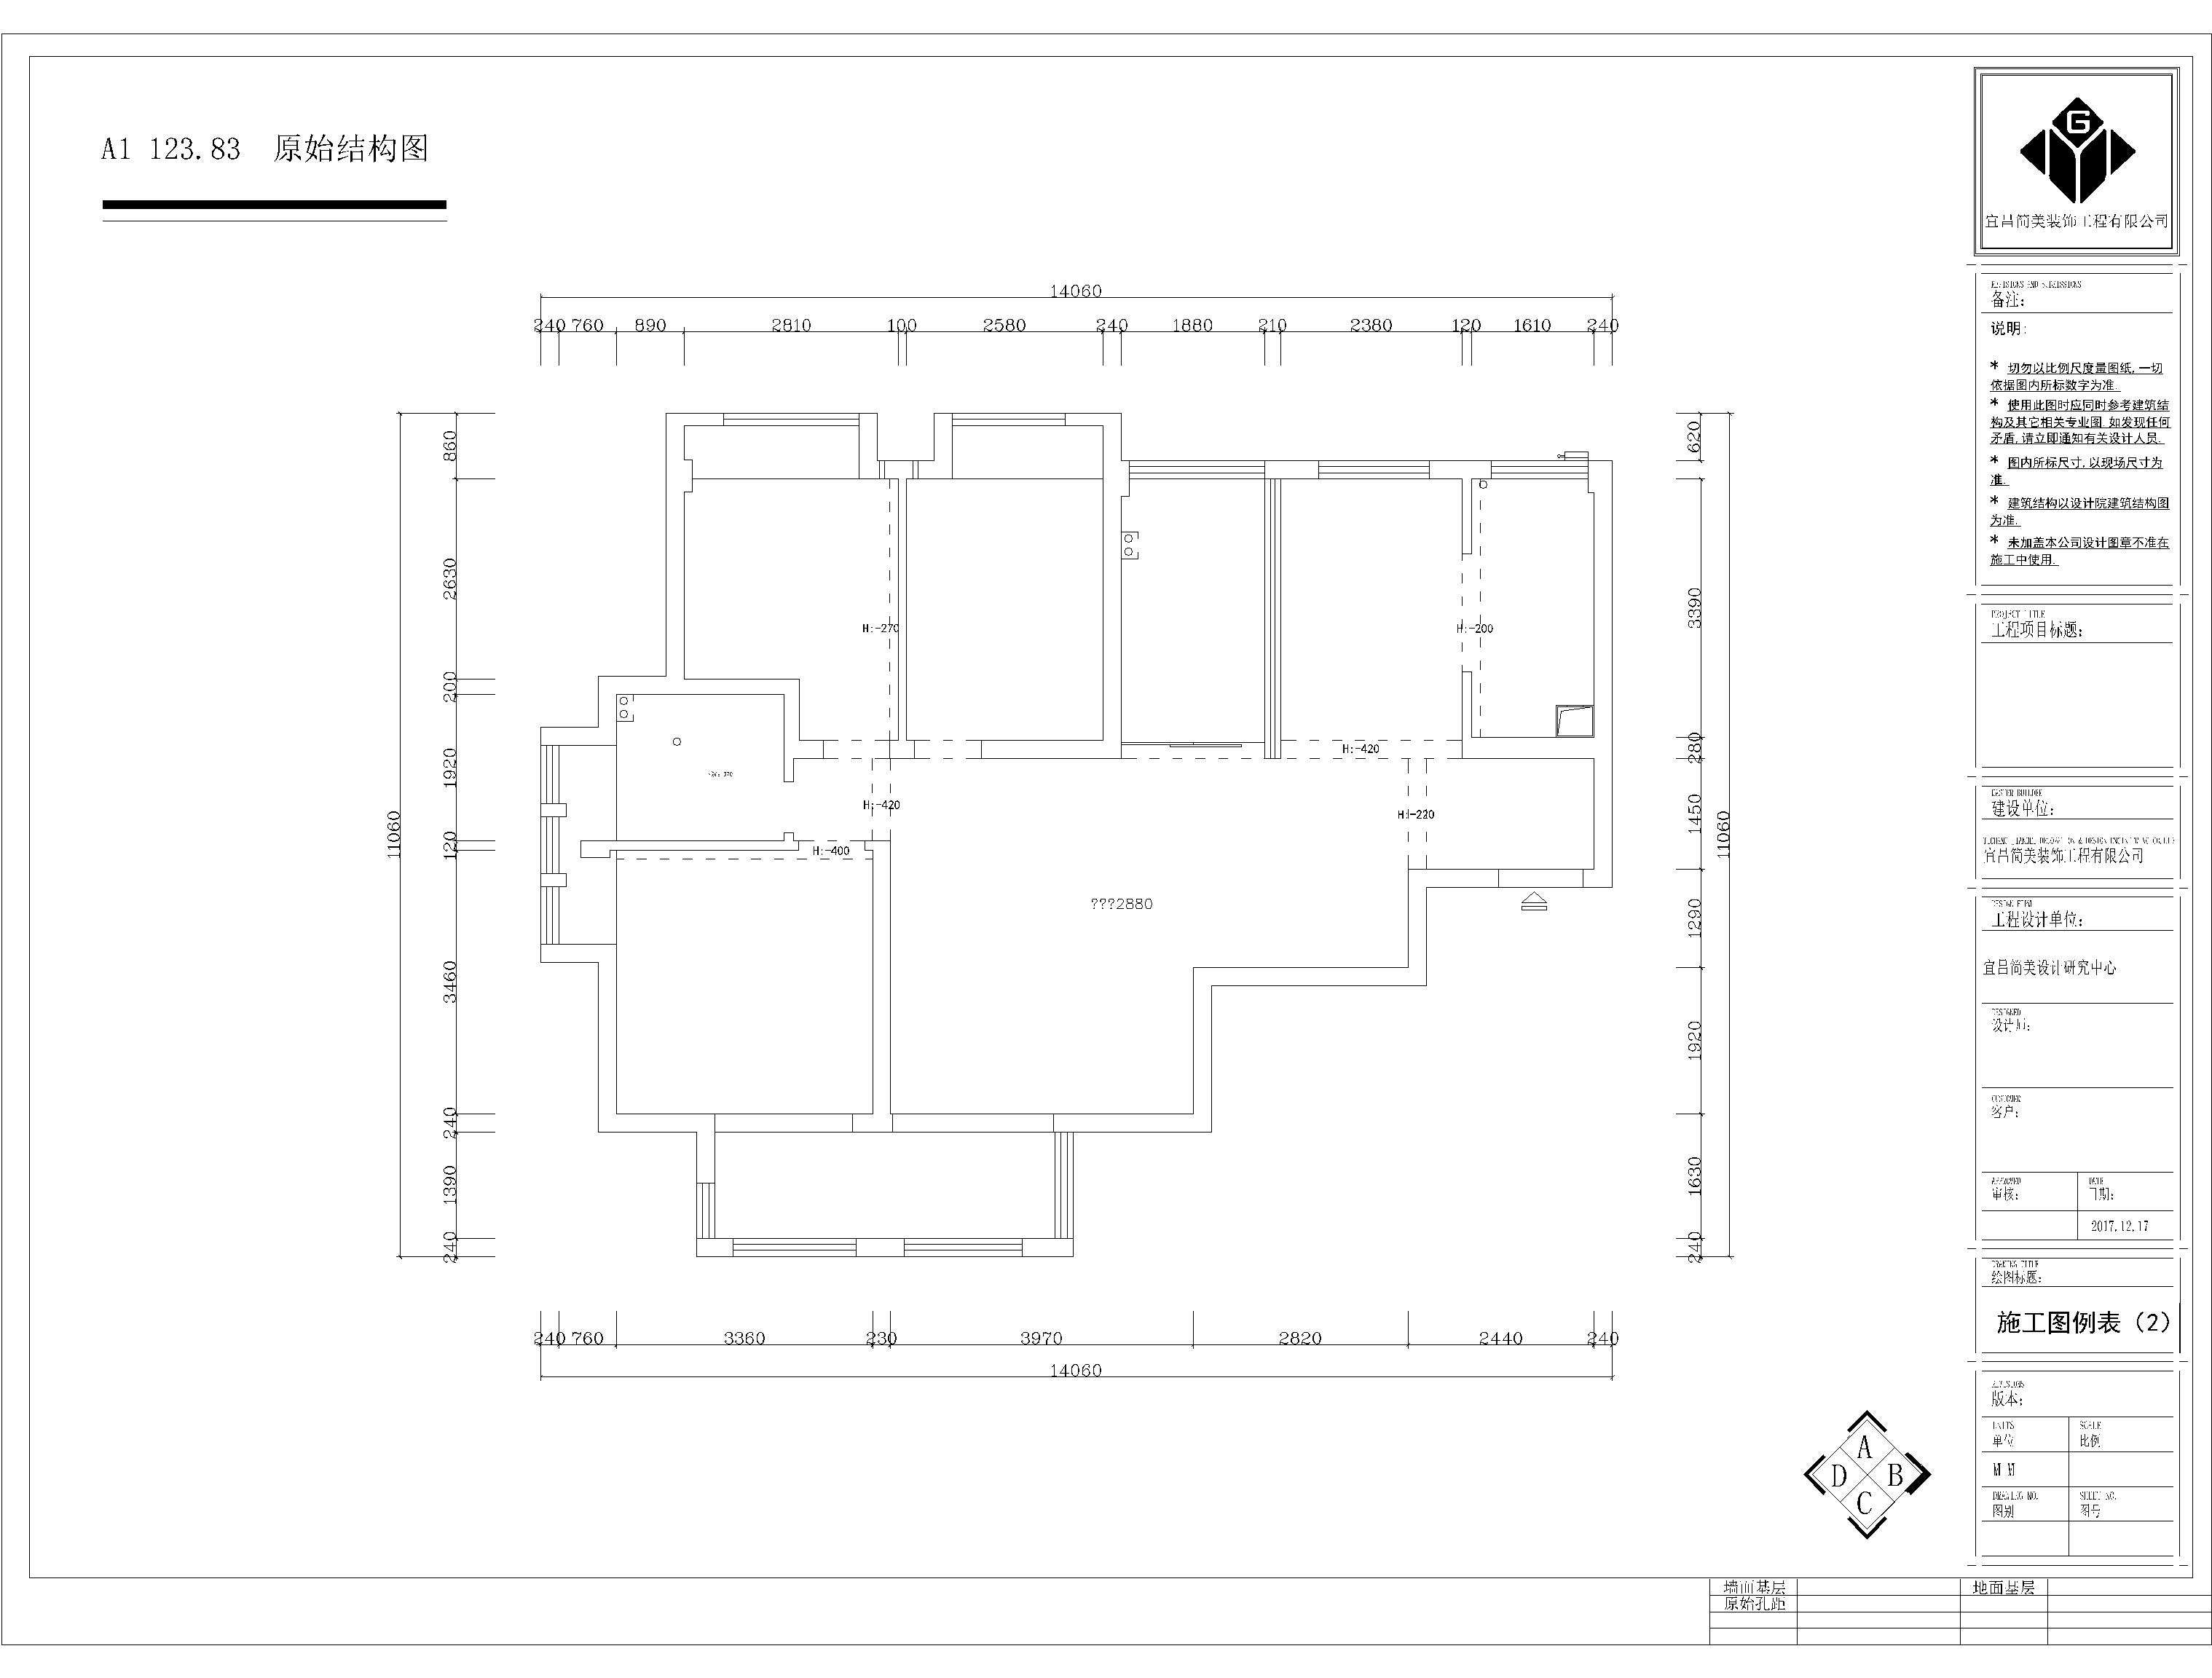 A1 123.83 原始结构图
G
宜昌简美装饰工程有限公司
备注:
说明:
* 切勿以比例尺度量图纸,一切
依据图内所标数字为准.
* 使用此图时应同时参考建筑结
构及其它相关专业图.如发现任何
矛盾,请立即通知有关设计人员.
* 图内所标尺寸,以现场尺寸为
准.
* 建筑结构以设计院建筑结构图
为准.
* 未加盖本公司设计图章不准在
施工中使用.
PROJECT TITLE
工程项目标题:
建设单位:
宜昌简美装饰工程有限公司
工程设计单位:
宜昌简美设计研究中心
DESIGNED
设计师:
CUSTOMER
客户:
APPROVED
审核:
DATE
日期:
2017.12.17
DRAWING TITLE
绘图标题:
施工图例表（2）
REVISIONS
版本:
UNITS
单位
SCALE
比例
M M
DRAWING NO.
图别
SHEET NO.
图号
14060
240 760 890 2810 100 2580 240 1880 210 2380 120 1610 240
11060
860
2630
200
1920
120
3460
240
1390
240
H:-270
H:-200
H:-420
H:-420
H:-220
H:-400
???2880
620
3390
280
1450
1290
1920
1630
240
11060
240 760 3360 230 3970 2820 2440 240
14060
A
D B
C
墙面基层 地面基层
原始孔距